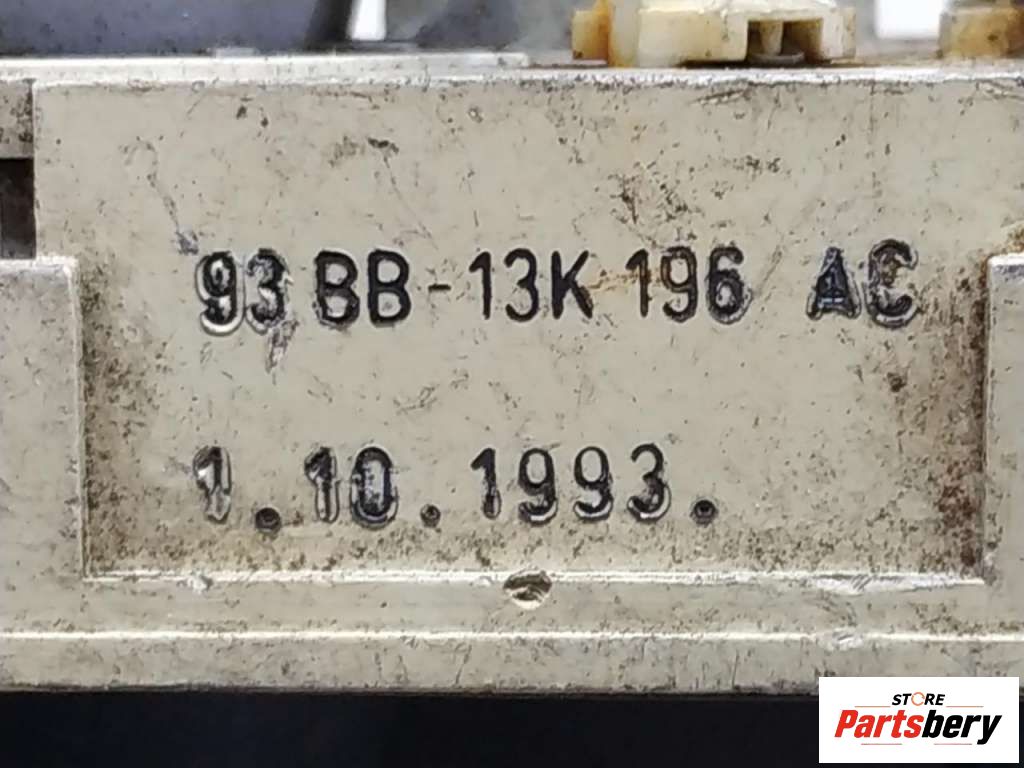 93 BB-13K 196 AC
1.10.1993.
STORE
Partsbery